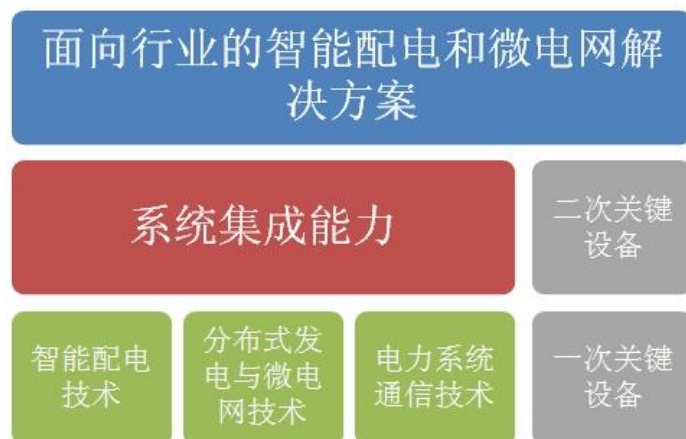 面向行业的智能配电和微电网解
决方案
系统集成能力
二次关键
设备
智能配电
技术
分布式发
电与微电
网技术
电力系统
通信技术
一次关键
设备